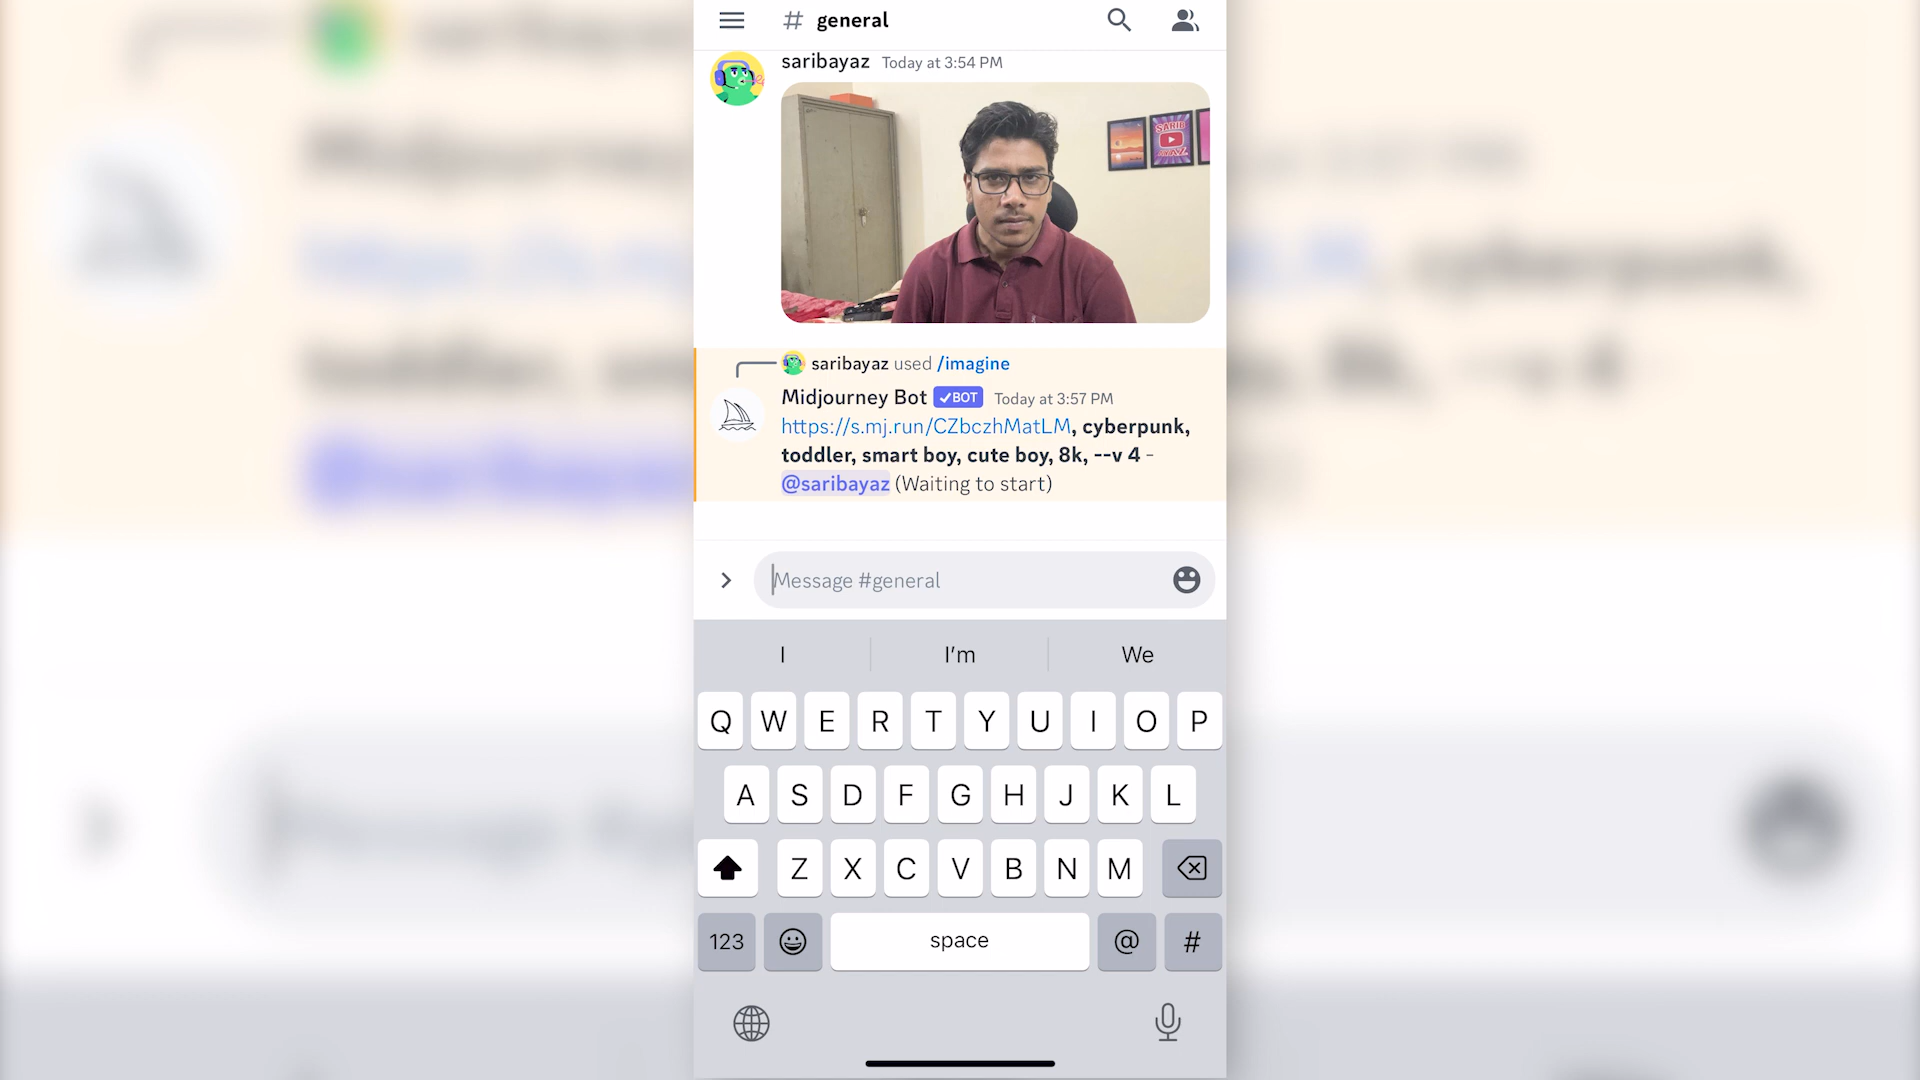 # general
saribayaz Today at 3:54 PM
SARIB
AYAZ
saribayaz used /imagine
Midjourney Bot ✓BOT Today at 3:57 PM
https://s.mj.run/CZbczhMatLM, cyberpunk,
toddler, smart boy, cute boy, 8k, --v 4 -
@saribayaz (Waiting to start)
Message #general
I I'm We
Q W E R T Y U I O P
A S D F G H J K L
Z X C V B N M
123 space @ #